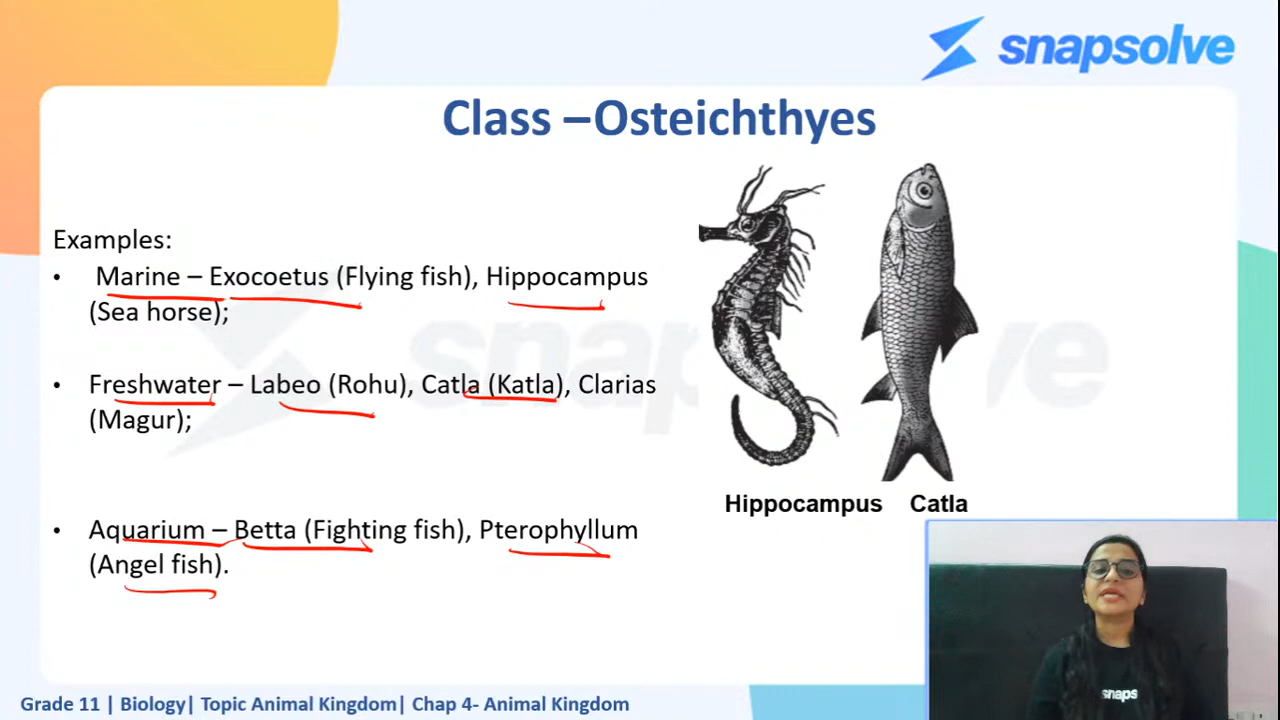 snapsolve
Class –Osteichthyes
Examples:
• Marine – Exocoetus (Flying fish), Hippocampus
(Sea horse);
• Freshwater – Labeo (Rohu), Catla (Katla), Clarias
(Magur);
• Aquarium – Betta (Fighting fish), Pterophyllum
(Angel fish).
Hippocampus Catla
snaps
Grade 11 | Biology| Topic Animal Kingdom| Chap 4- Animal Kingdom